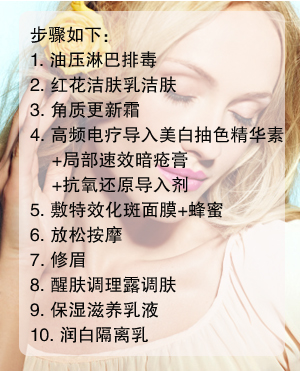 步骤如下：
1. 油压淋巴排毒
2. 红花洁肤乳洁肤
3. 角质更新霜
4. 高频电疗导入美白抽色精华素
+局部速效暗疮膏
+抗氧还原导入剂
5. 敷特效化斑面膜+蜂蜜
6. 放松按摩
7. 修眉
8. 醒肤调理露调肤
9. 保湿滋养乳液
10. 润白隔离乳